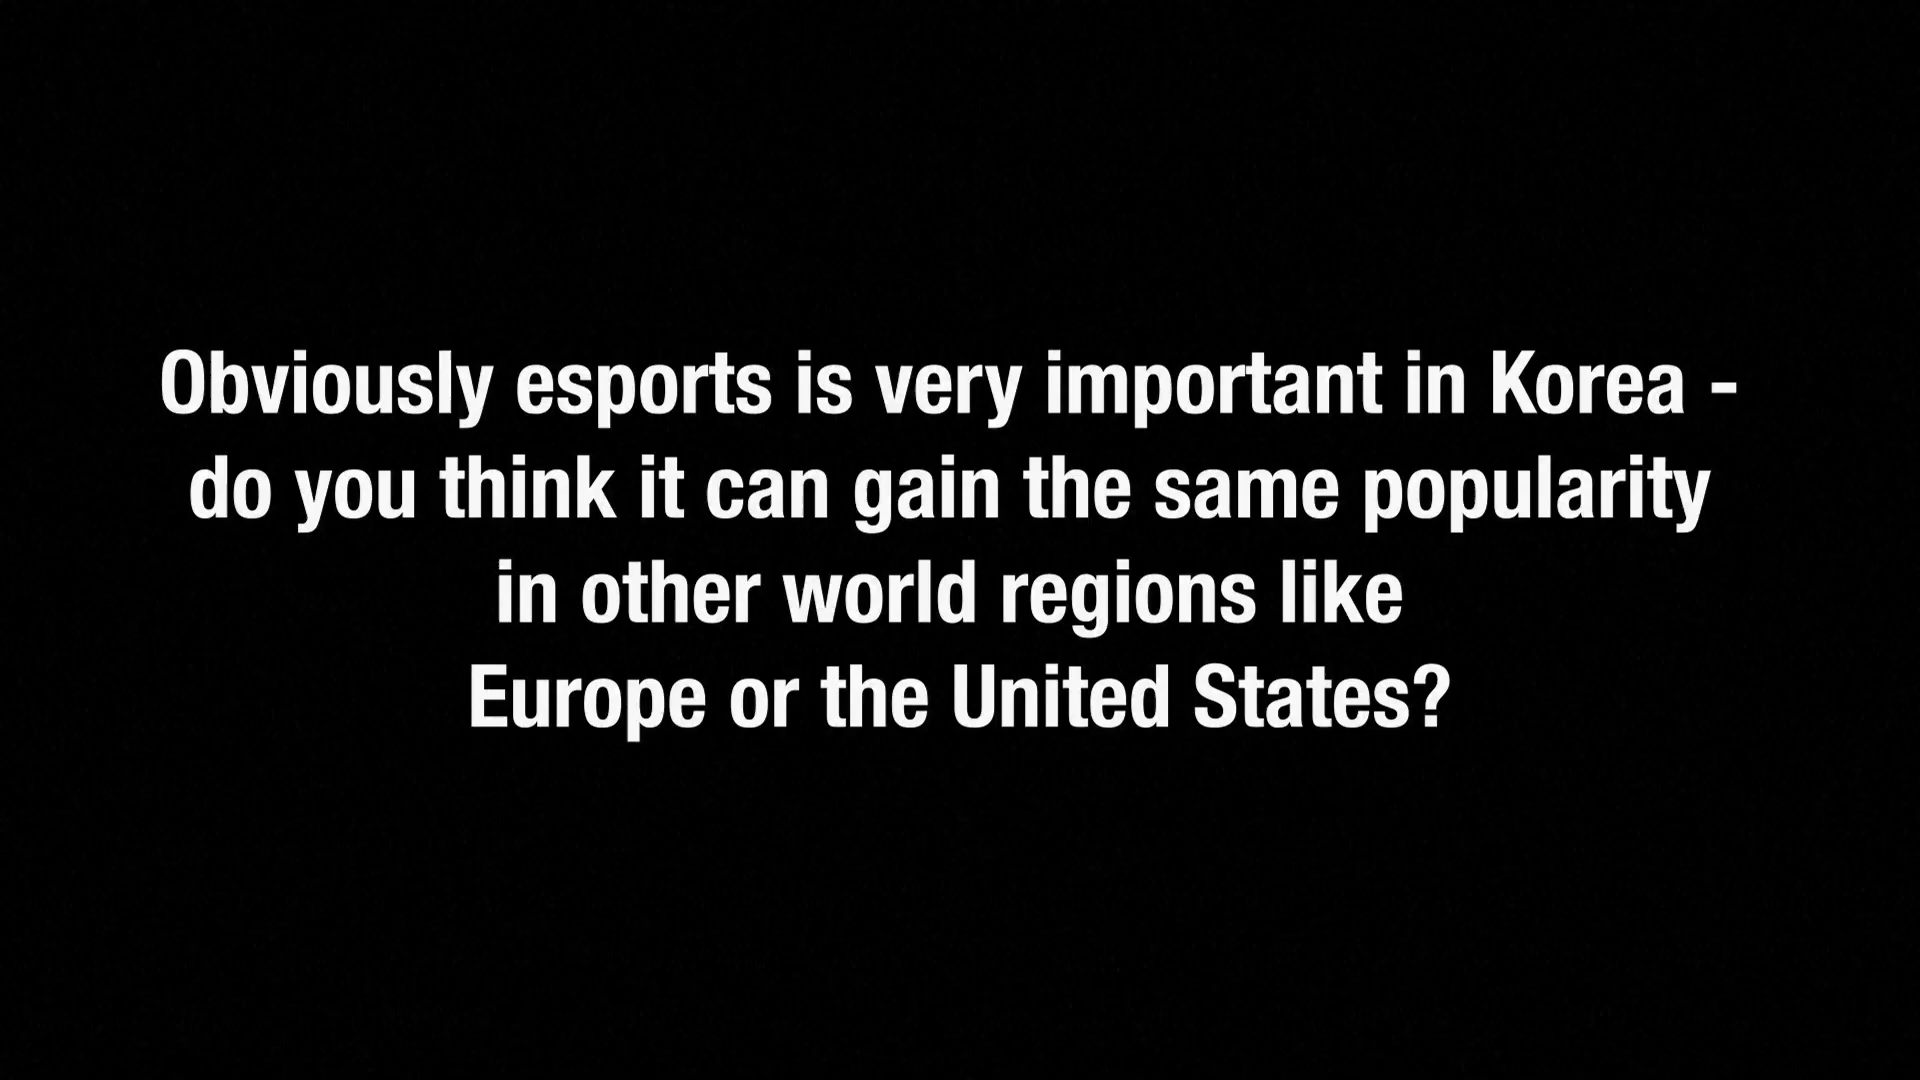 Obviously esports is very important in Korea -
do you think it can gain the same popularity
in other world regions like
Europe or the United States?